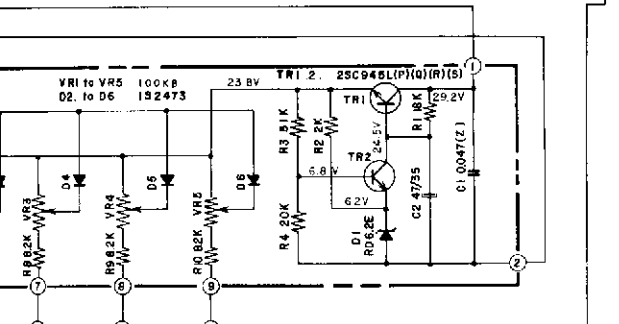 TR1 2. 2SC945L(P)(Q)(R)(S)
1
VR1 to VR5 100KB
D2. to D6 1S2473
23 8V
TR1
29.2V
R1 18K
R3 51K
R2 2K
24.5V
C1 0.047(Z)
TR2
6.8V
D4
D5
D6
VR3
VR4
VR5
6.2V
C2 47/35
R4 20K
D1
RD6.2E
R8 8.2K
R9 8.2K
R10 8.2K
2
7
8
9